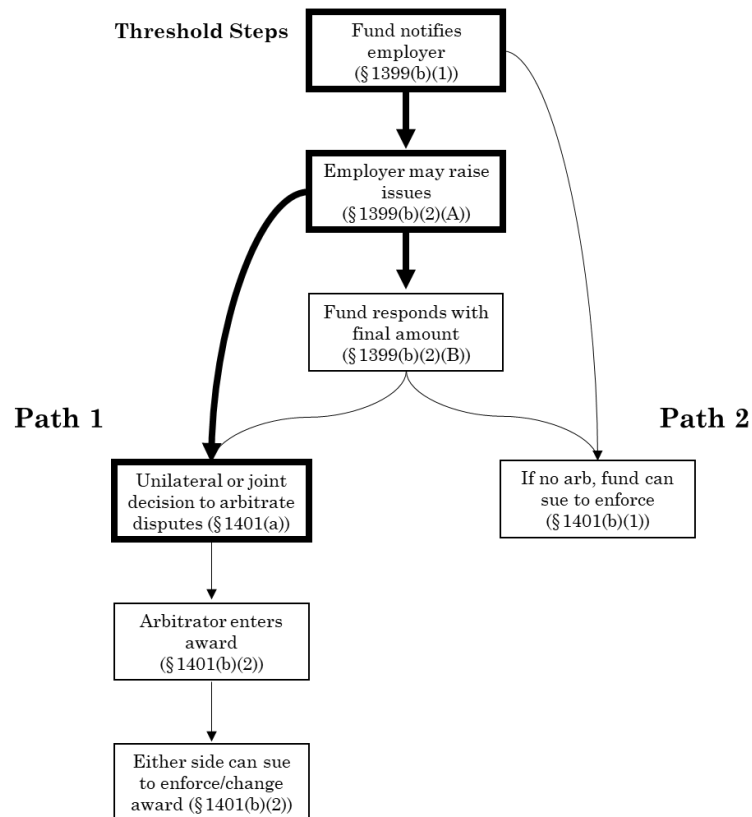 Threshold Steps
Fund notifies
employer
(§ 1399(b)(1))
Employer may raise
issues
(§ 1399(b)(2)(A))
Fund responds with
final amount
(§ 1399(b)(2)(B))
Path 1
Path 2
Unilateral or joint
decision to arbitrate
disputes (§ 1401(a))
If no arb, fund can
sue to enforce
(§ 1401(b)(1))
Arbitrator enters
award
(§ 1401(b)(2))
Either side can sue
to enforce/change
award (§ 1401(b)(2))